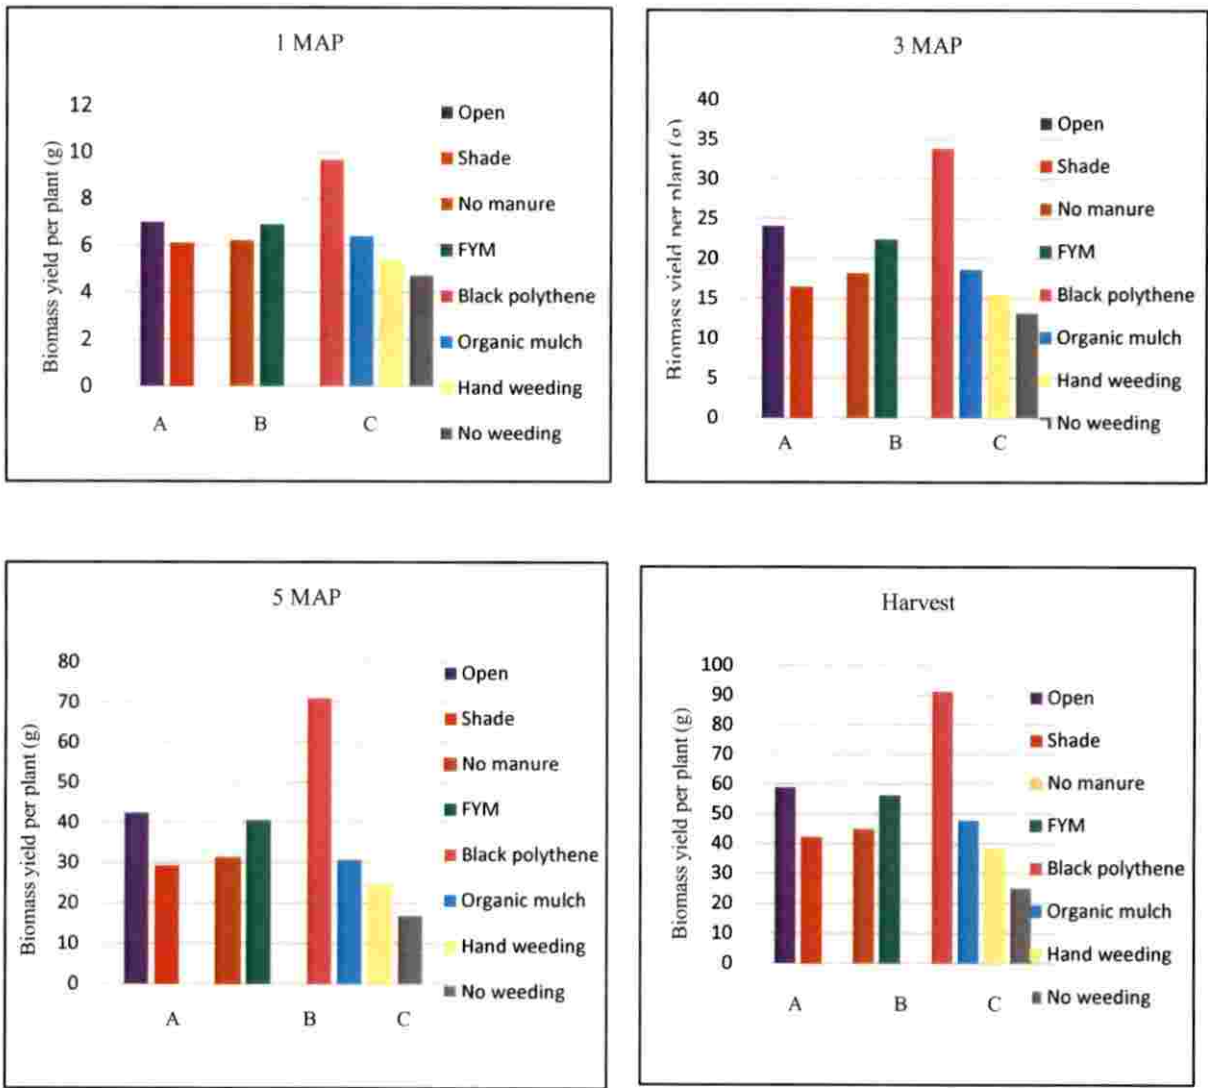 1 MAP
12
10
8
6
4
2
0
Biomass yield per plant (g)
A B C
Open
Shade
No manure
FYM
Black polythene
Organic mulch
Hand weeding
No weeding
3 MAP
40
35
30
25
20
15
10
5
0
Biomass yield per plant (g)
A B C
Open
Shade
No manure
FYM
Black polythene
Organic mulch
Hand weeding
No weeding
5 MAP
80
70
60
50
40
30
20
10
0
Biomass yield per plant (g)
A B C
Open
Shade
No manure
FYM
Black polythene
Organic mulch
Hand weeding
No weeding
Harvest
100
90
80
70
60
50
40
30
20
10
0
Biomass yield per plant (g)
A B C
Open
Shade
No manure
FYM
Black polythene
Organic mulch
Hand weeding
No weeding